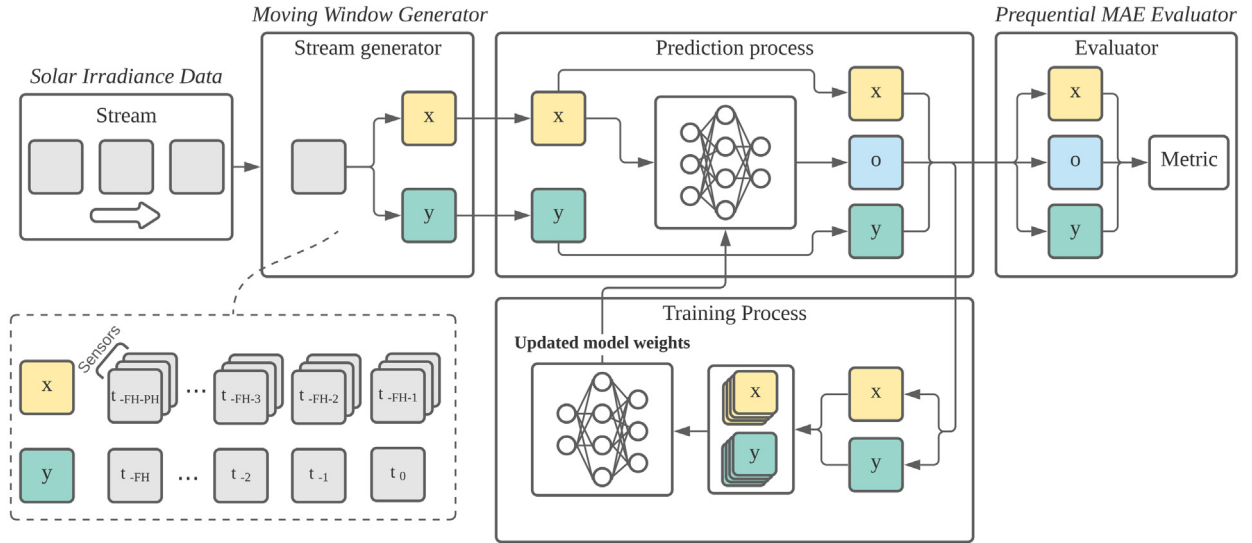 Moving Window Generator
Prequential MAE Evaluator
Solar Irradiance Data
Stream generator
Prediction process
Evaluator
Stream
x
x
x
x
o
o
Metric
y
y
y
y
Training Process
Updated model weights
Sensors
x
t -FH-PH
...
t -FH-3
t -FH-2
t -FH-1
x
x
y
t -FH
...
t -2
t -1
t 0
y
y